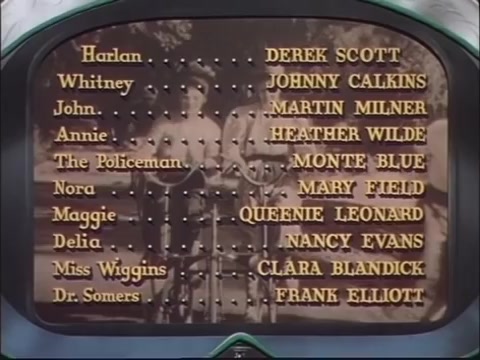 Harlan . . . . . . . DEREK SCOTT
Whitney . . . . . . JOHNNY CALKINS
John. . . . . . . . MARTIN MILNER
Annie . . . . . . . HEATHER WILDE
The Policeman. . . . . . MONTE BLUE
Nora . . . . . . . . MARY FIELD
Maggie . . . . . . QUEENIE LEONARD
Delia . . . . . . . . NANCY EVANS
Miss Wiggins . . . . CLARA BLANDICK
Dr. Somers . . . . . . FRANK ELLIOTT